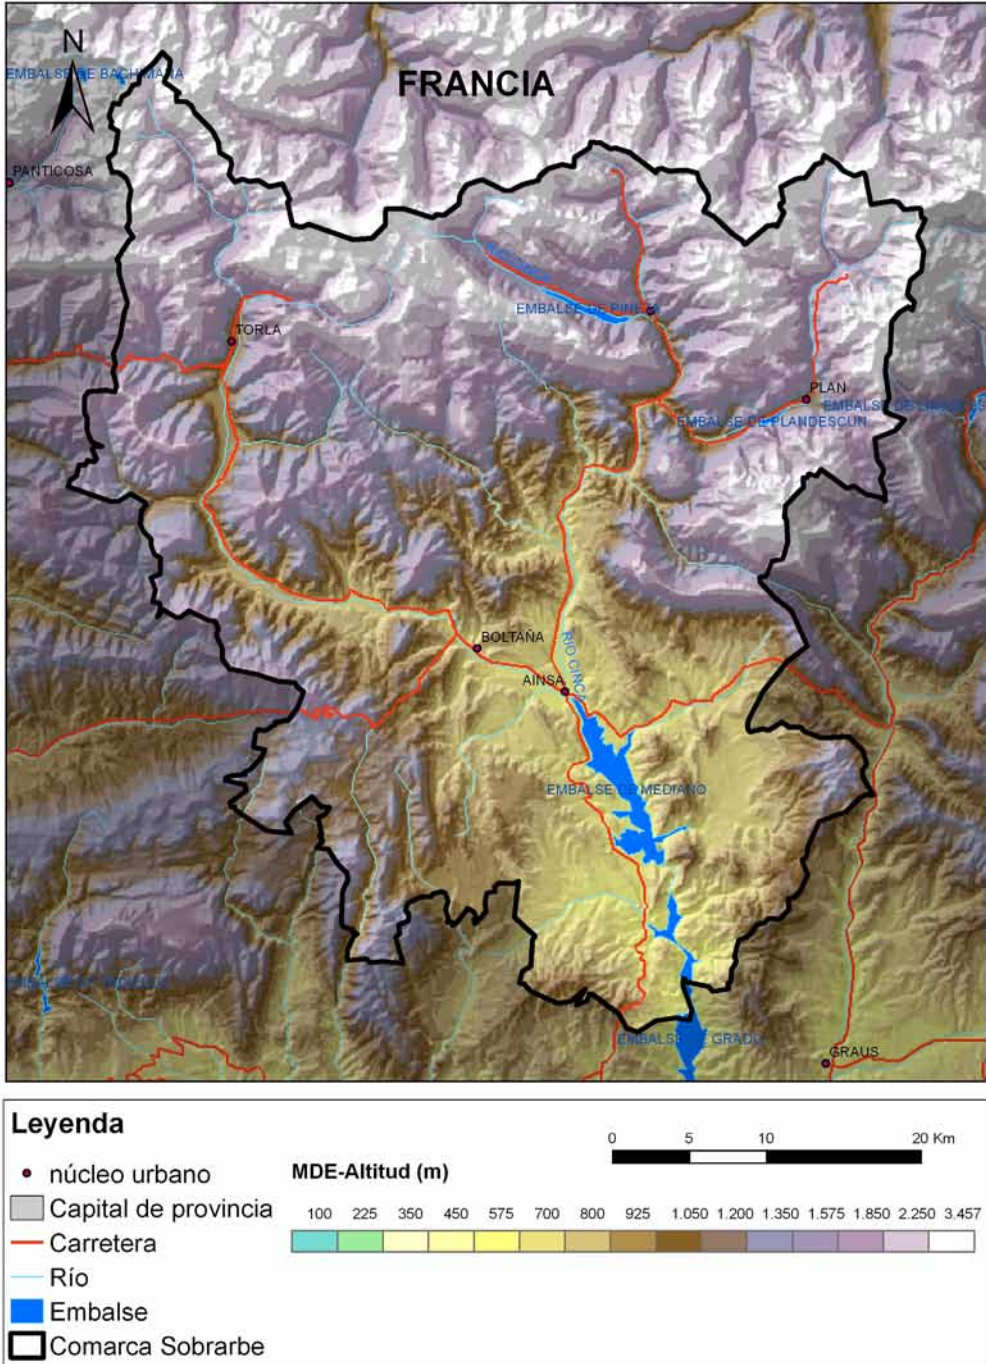 N
EMBALSE DE BACHIMAÑA
FRANCIA
PANTICOSA
EMBALSE DE PINETA
TORLA
PLAN
EMBALSE DE PLANDESCUN
EMBALSE DE
BOLTAÑA
RIO CINCA
AINSA
EMBALSE DE MEDIANO
EMBALSE DE GRADO
GRAUS
Leyenda
núcleo urbano
Capital de provincia
Carretera
Río
Embalse
Comarca Sobrarbe
MDE-Altitud (m)
100 225 350 450 575 700 800 925 1.050 1.200 1.350 1.575 1.850 2.250 3.457
0 5 10 20 Km